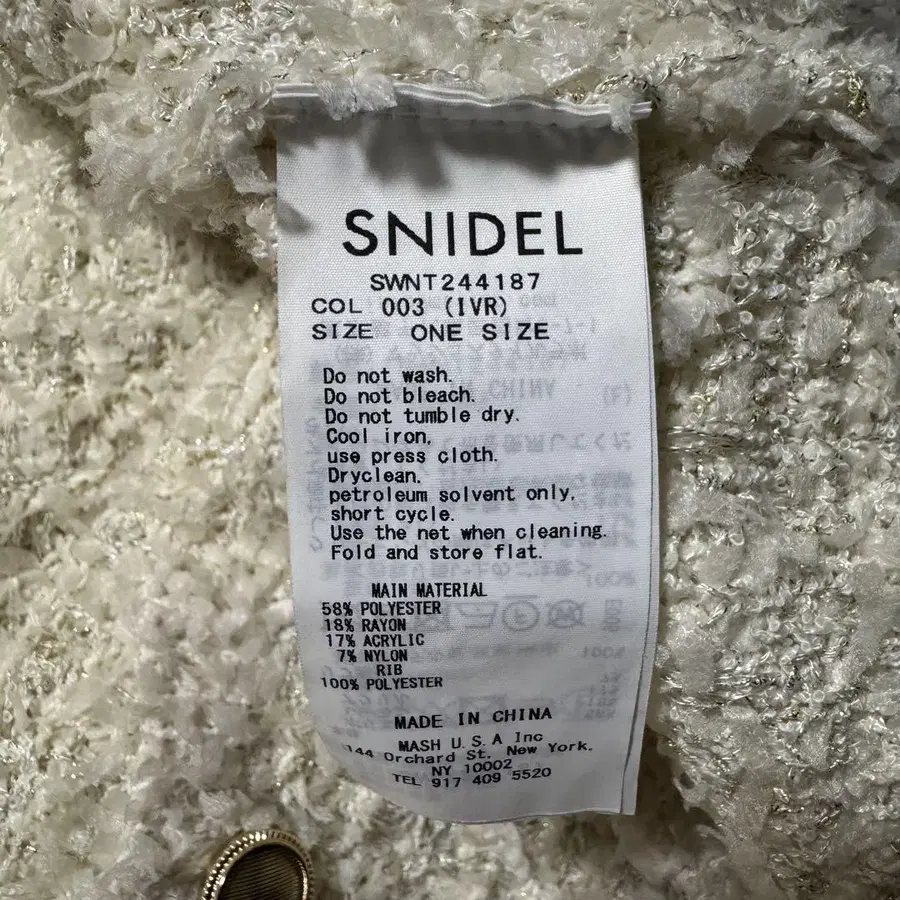 SNIDEL
SWNT244187
COL 003 (IVR)
SIZE ONE SIZE
Do not wash.
Do not bleach.
Do not tumble dry.
Cool iron,
use press cloth.
Dryclean,
petroleum solvent only,
short cycle.
Use the net when cleaning.
Fold and store flat.
MAIN MATERIAL
58% POLYESTER
18% RAYON
17% ACRYLIC
7% NYLON
RIB
100% POLYESTER
MADE IN CHINA
MASH U.S.A Inc
144 Orchard St. New York,
NY 10002
TEL 917 409 5520